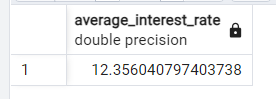 average_interest_rate
double precision
1
12.356040797403738